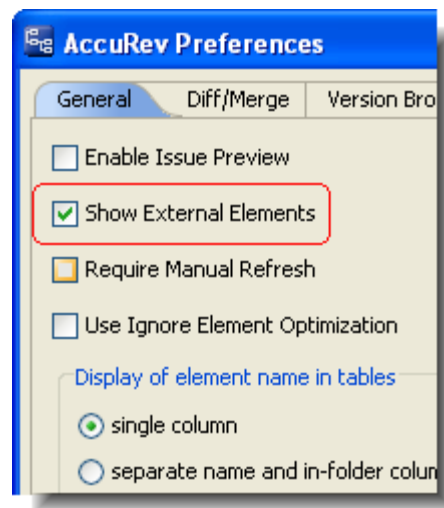 AccuRev Preferences
General Diff/Merge Version Bro
Enable Issue Preview
Show External Elements
Require Manual Refresh
Use Ignore Element Optimization
Display of element name in tables
single column
separate name and in-folder colum